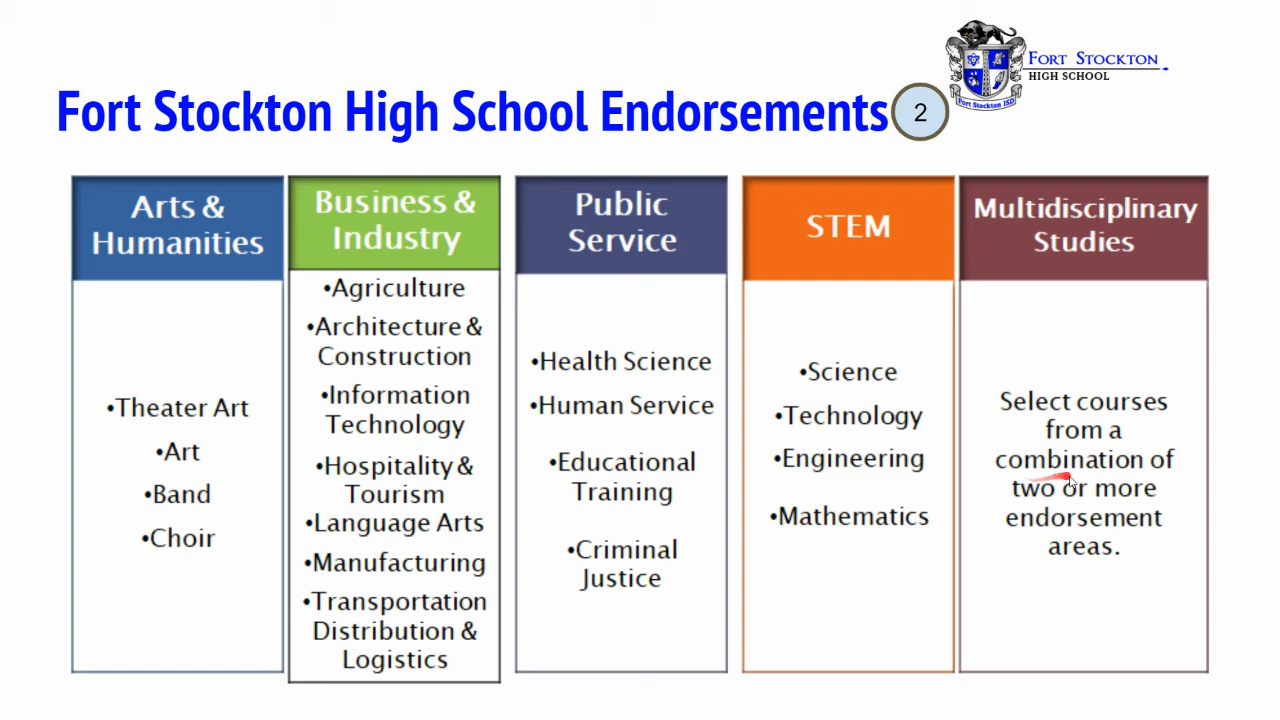 FORT STOCKTON
HIGH SCHOOL
Fort Stockton ISD
Fort Stockton High School Endorsements
2
Arts &
Humanities
•Theater Art
•Art
•Band
•Choir
Business &
Industry
•Agriculture
•Architecture &
Construction
•Information
Technology
•Hospitality &
Tourism
•Language Arts
•Manufacturing
•Transportation
Distribution &
Logistics
Public
Service
•Health Science
•Human Service
•Educational
Training
•Criminal
Justice
STEM
•Science
•Technology
•Engineering
•Mathematics
Multidisciplinary
Studies
Select courses
from a
combination of
two or more
endorsement
areas.